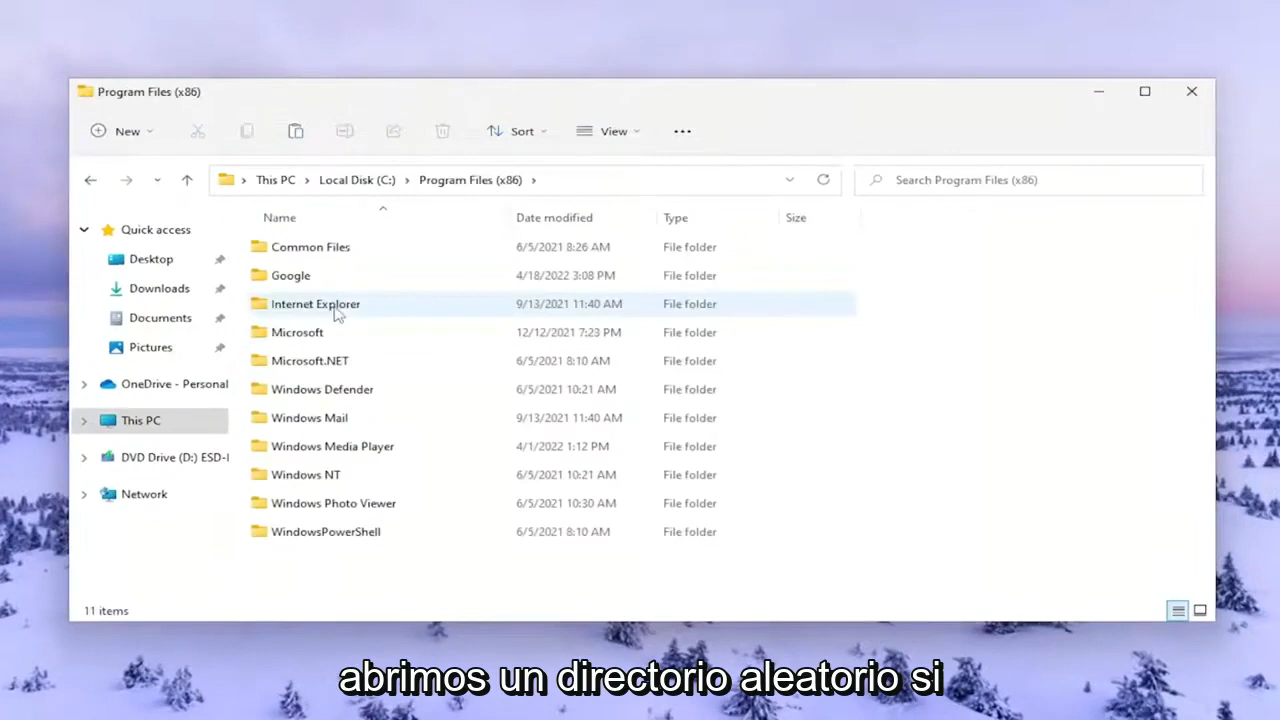 Program Files (x86)
New Sort View
This PC Local Disk (C:) Program Files (x86) Search Program Files (x86)
Name Date modified Type Size
Quick access
Desktop
Downloads
Documents
Pictures
OneDrive - Personal
This PC
DVD Drive (D:) ESD-I
Network
Common Files 6/5/2021 8:26 AM File folder
Google 4/18/2022 3:08 PM File folder
Internet Explorer 9/13/2021 11:40 AM File folder
Microsoft 12/12/2021 7:23 PM File folder
Microsoft.NET 6/5/2021 8:10 AM File folder
Windows Defender 6/5/2021 10:21 AM File folder
Windows Mail 9/13/2021 11:40 AM File folder
Windows Media Player 4/1/2022 1:12 PM File folder
Windows NT 6/5/2021 10:21 AM File folder
Windows Photo Viewer 6/5/2021 10:30 AM File folder
WindowsPowerShell 6/5/2021 8:10 AM File folder
11 items
abrimos un directorio aleatorio si